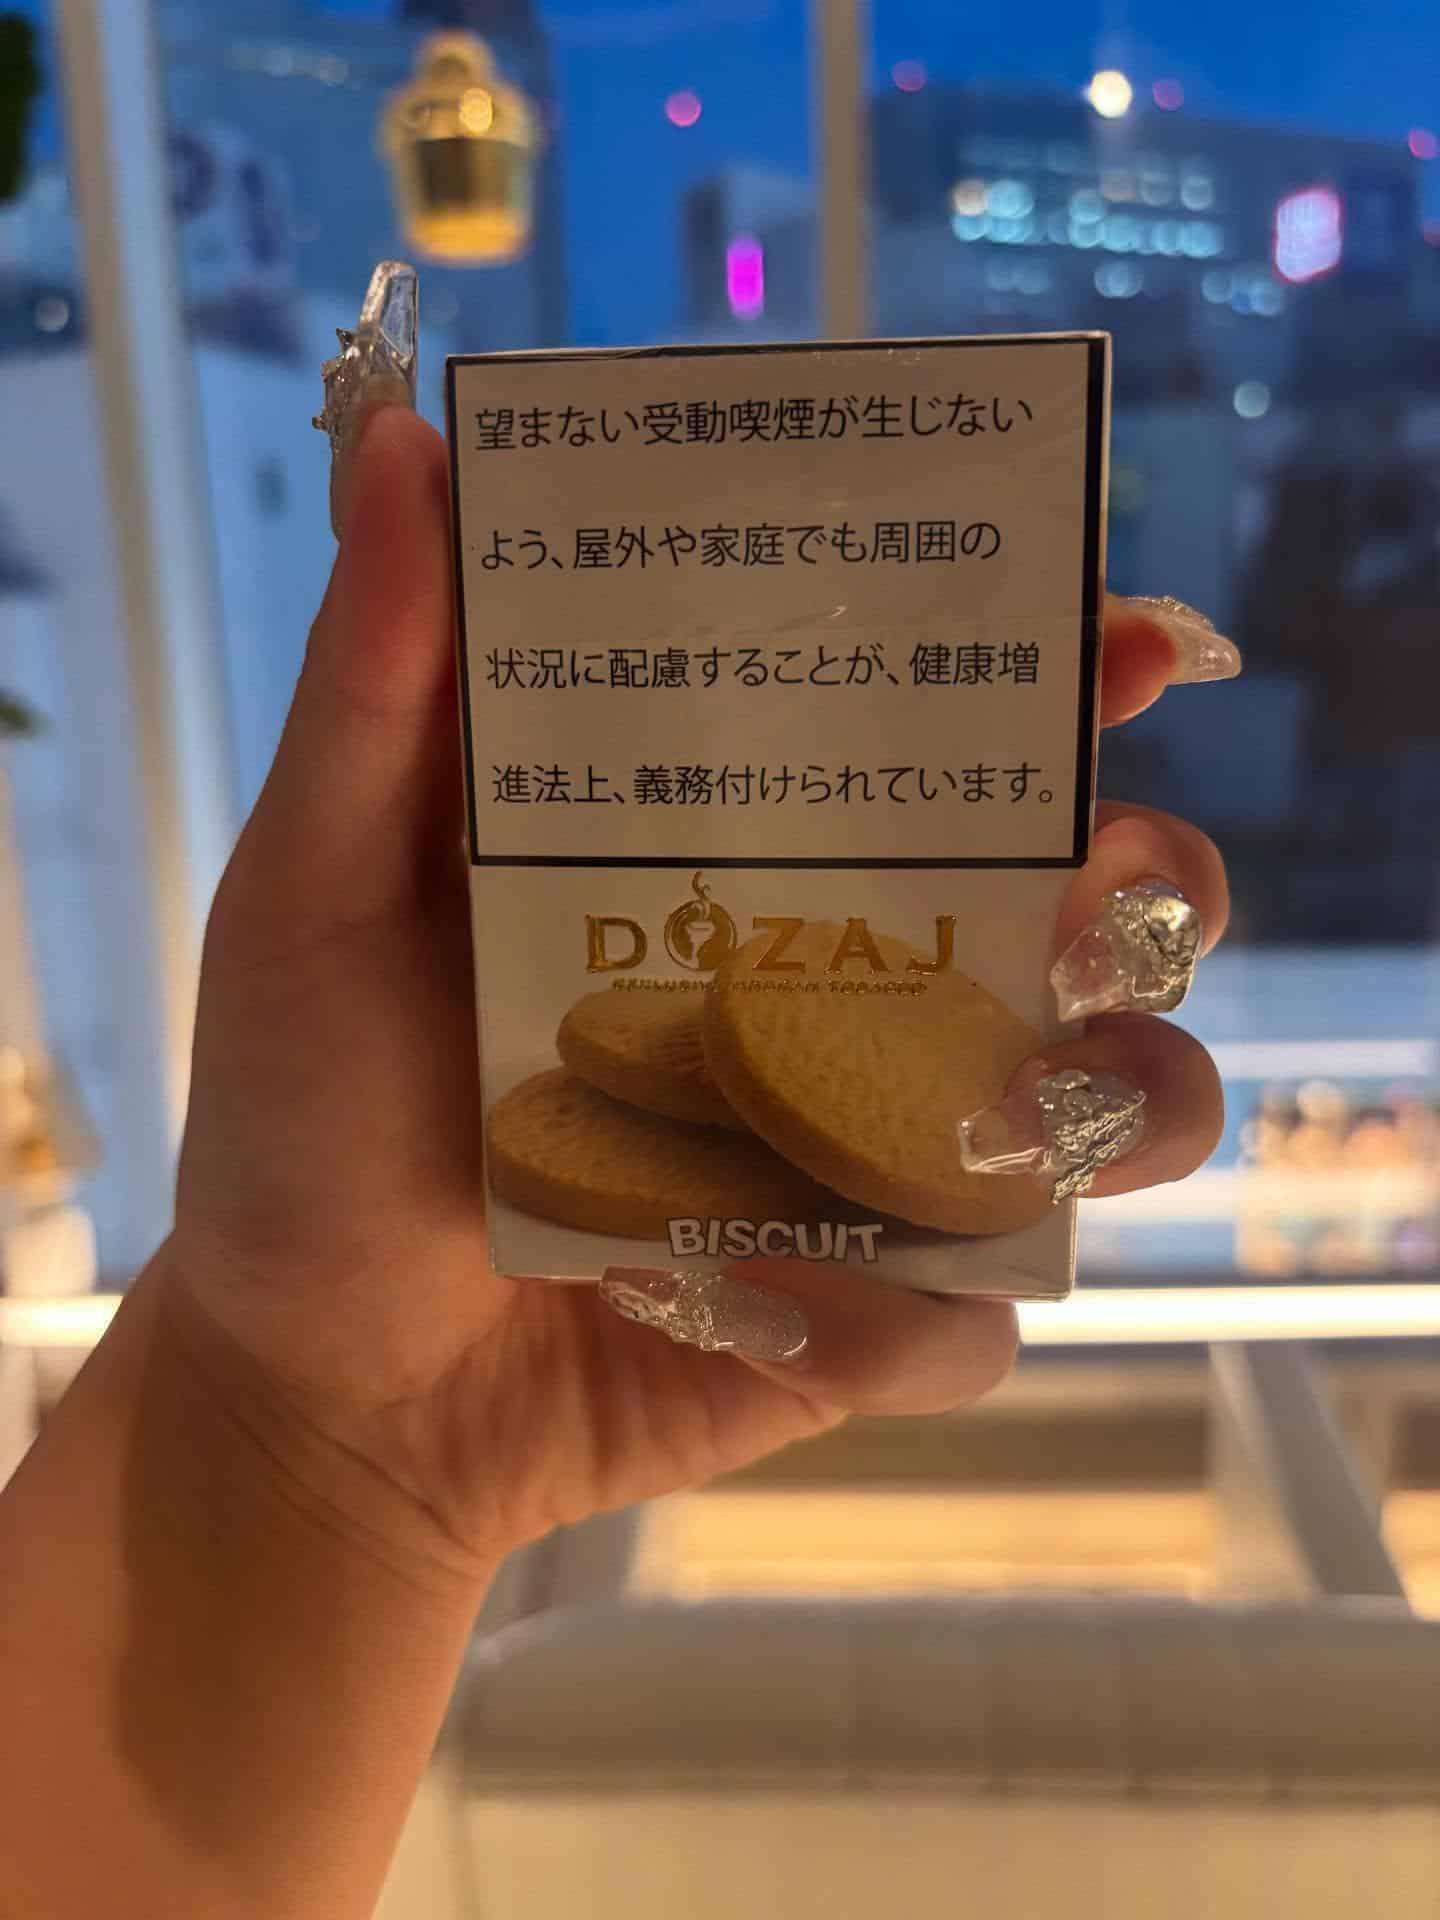 望まない受動喫煙が生じない
よう、屋外や家庭でも周囲の
状況に配慮することが、健康増
進法上、義務付けられています。
DOZAJ
TOBACCO
BISCUIT